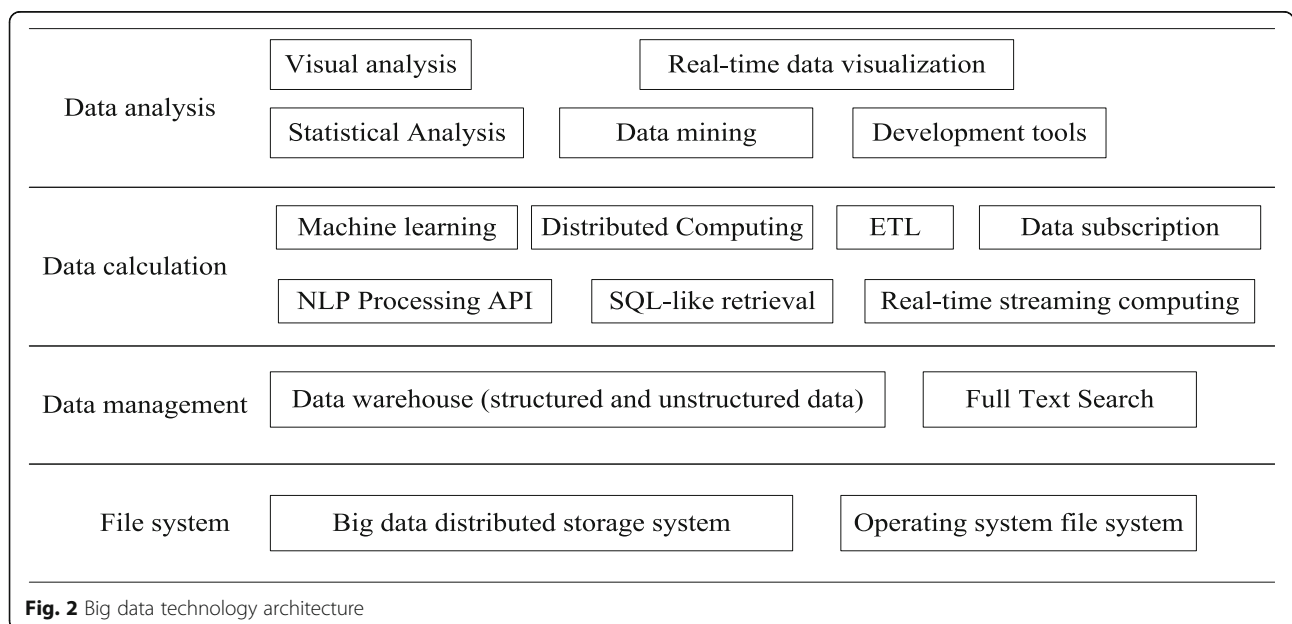 Visual analysis Real-time data visualization
Data analysis
Statistical Analysis Data mining Development tools
Machine learning Distributed Computing ETL Data subscription
Data calculation
NLP Processing API SQL-like retrieval Real-time streaming computing
Data management Data warehouse (structured and unstructured data) Full Text Search
File system Big data distributed storage system Operating system file system
Fig. 2 Big data technology architecture